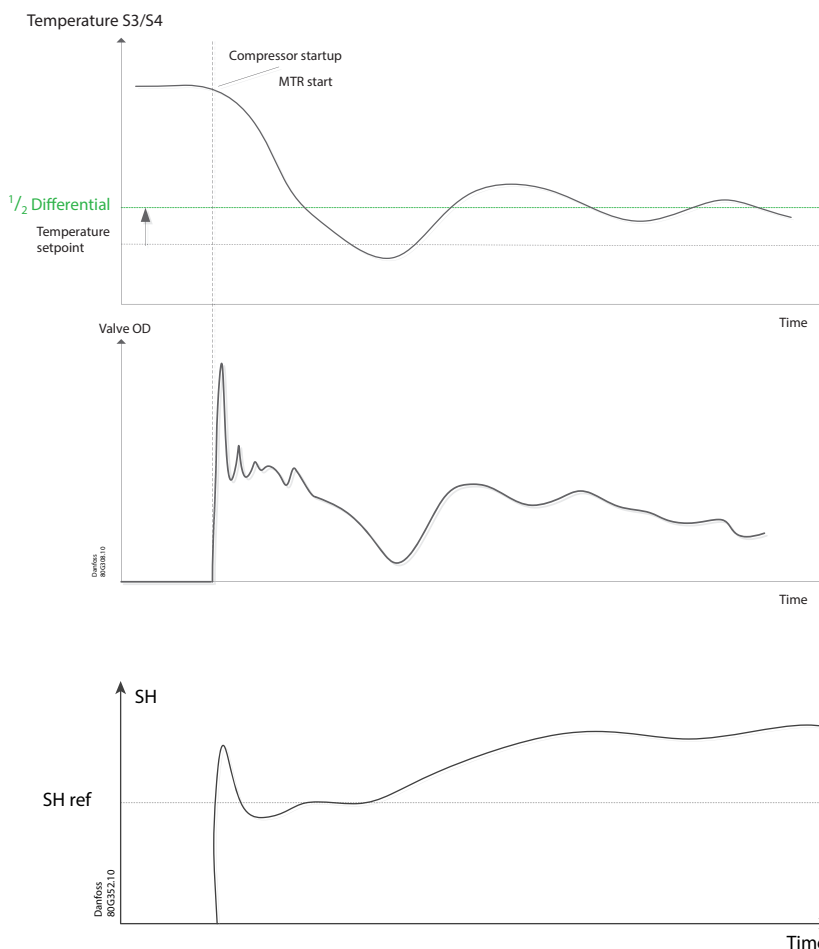 Temperature S3/S4
Compressor startup
MTR start
1/2 Differential
Temperature
setpoint
Time
Valve OD
Danfoss
80G308.10
Time
SH
SH ref
Danfoss
80G352.10
Time